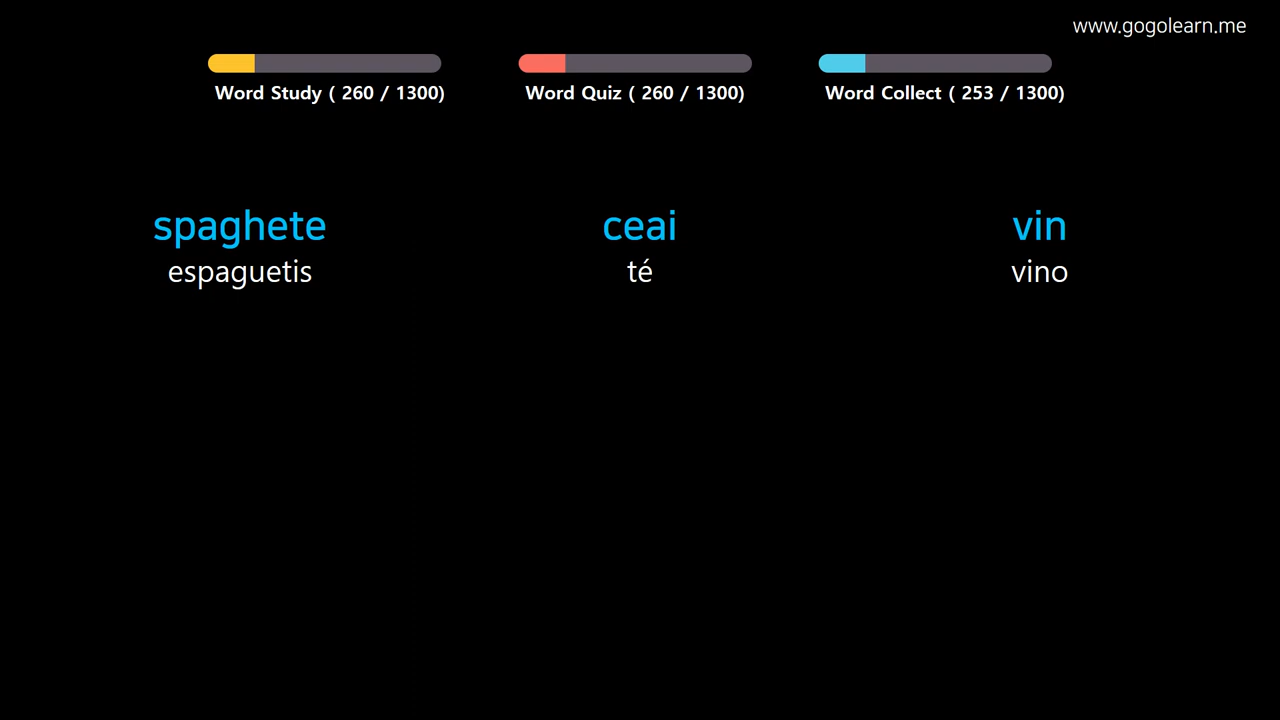 www.gogolearn.me
Word Study ( 260 / 1300)
Word Quiz ( 260 / 1300)
Word Collect ( 253 / 1300)
spaghete
espaguetis
ceai
té
vin
vino